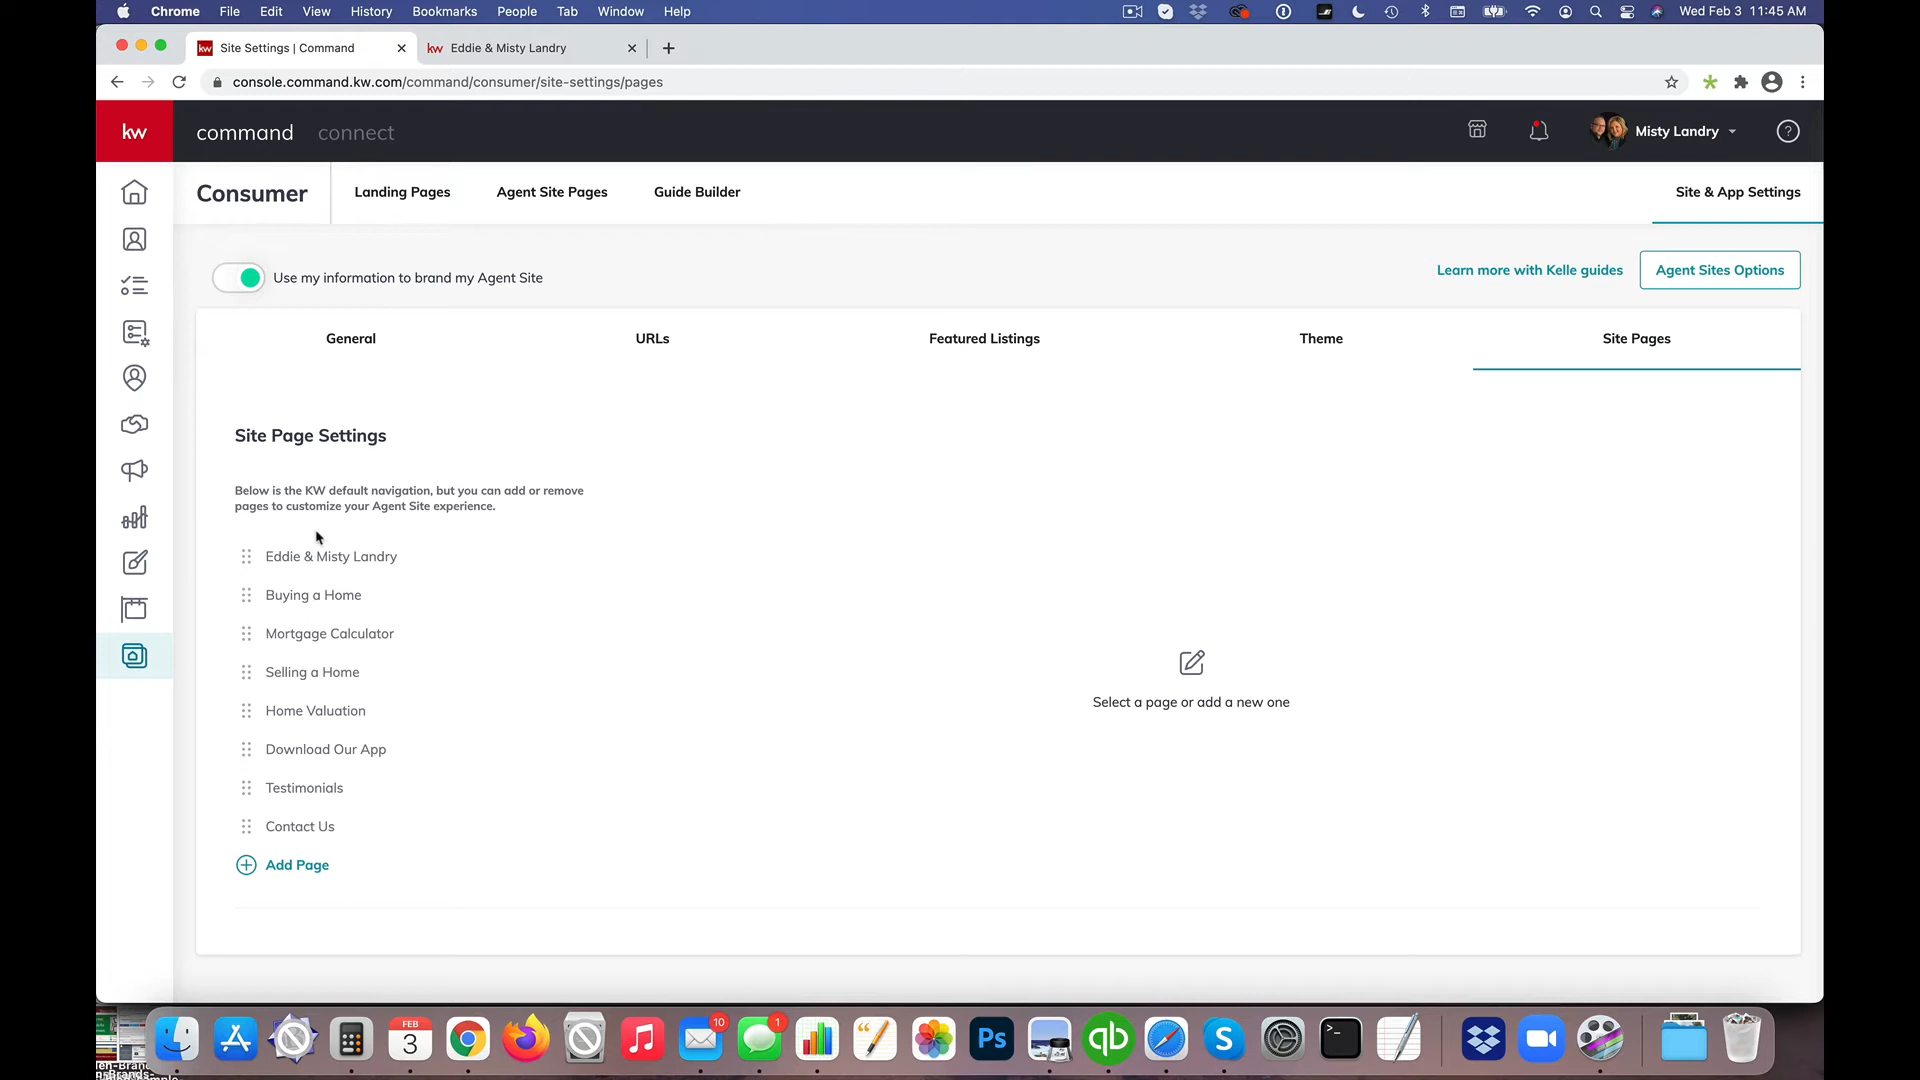 Chrome File Edit View History Bookmarks People Tab Window Help Wed Feb 3 11:45 AM
Site Settings | Command
kw Eddie & Misty Landry
console.command.kw.com/command/consumer/site-settings/pages
kw command connect Misty Landry
Consumer Landing Pages Agent Site Pages Guide Builder Site & App Settings
Use my information to brand my Agent Site Learn more with Kelle guides Agent Sites Options
General URLs Featured Listings Theme Site Pages
Site Page Settings
Below is the KW default navigation, but you can add or remove
pages to customize your Agent Site experience.
Eddie & Misty Landry
Buying a Home
Mortgage Calculator
Selling a Home
Select a page or add a new one
Home Valuation
Download Our App
Testimonials
Contact Us
Add Page
10
1
FEB
3
Ps
qb
S